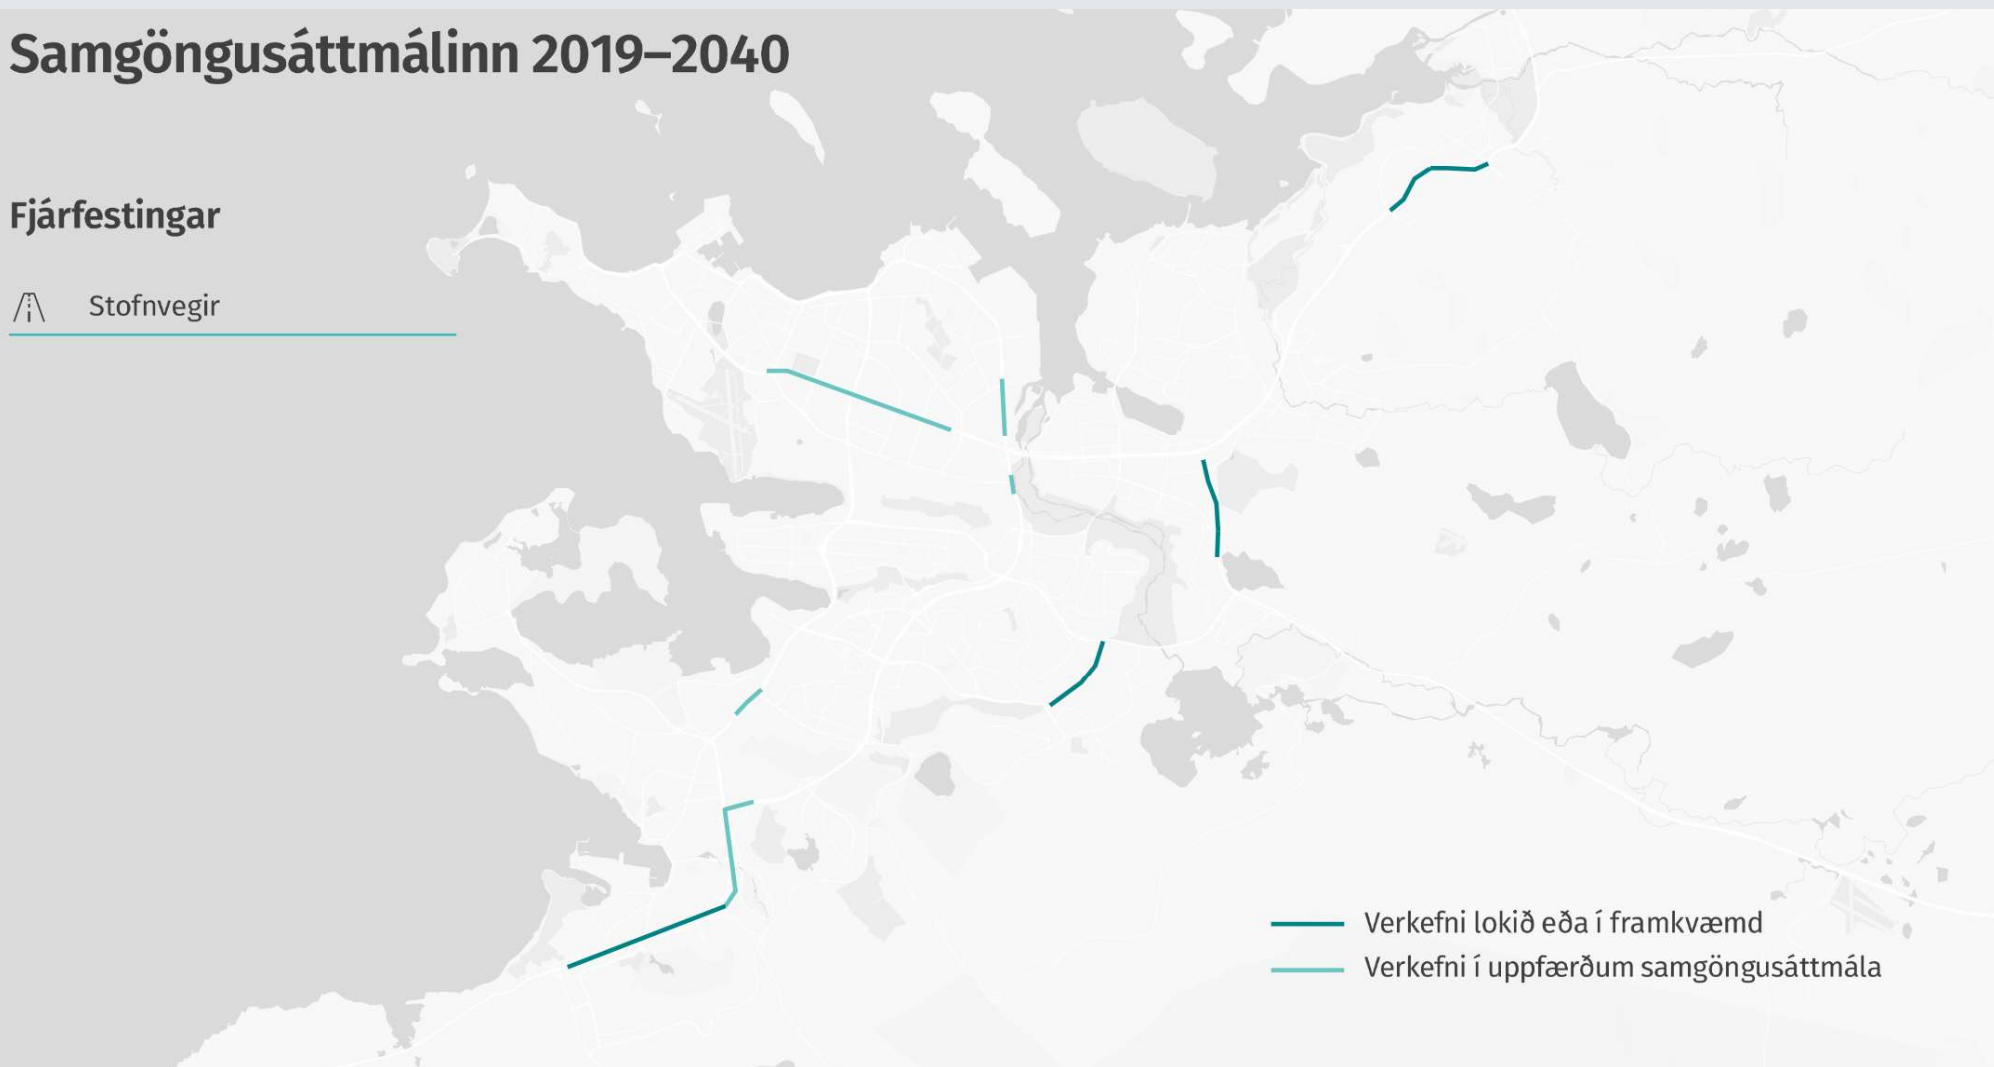 Samgöngusáttmálinn 2019–2040
Fjárfestingar
Stofnvegir
Verkefni lokið eða í framkvæmd
Verkefni í uppfærðum samgöngusáttmála